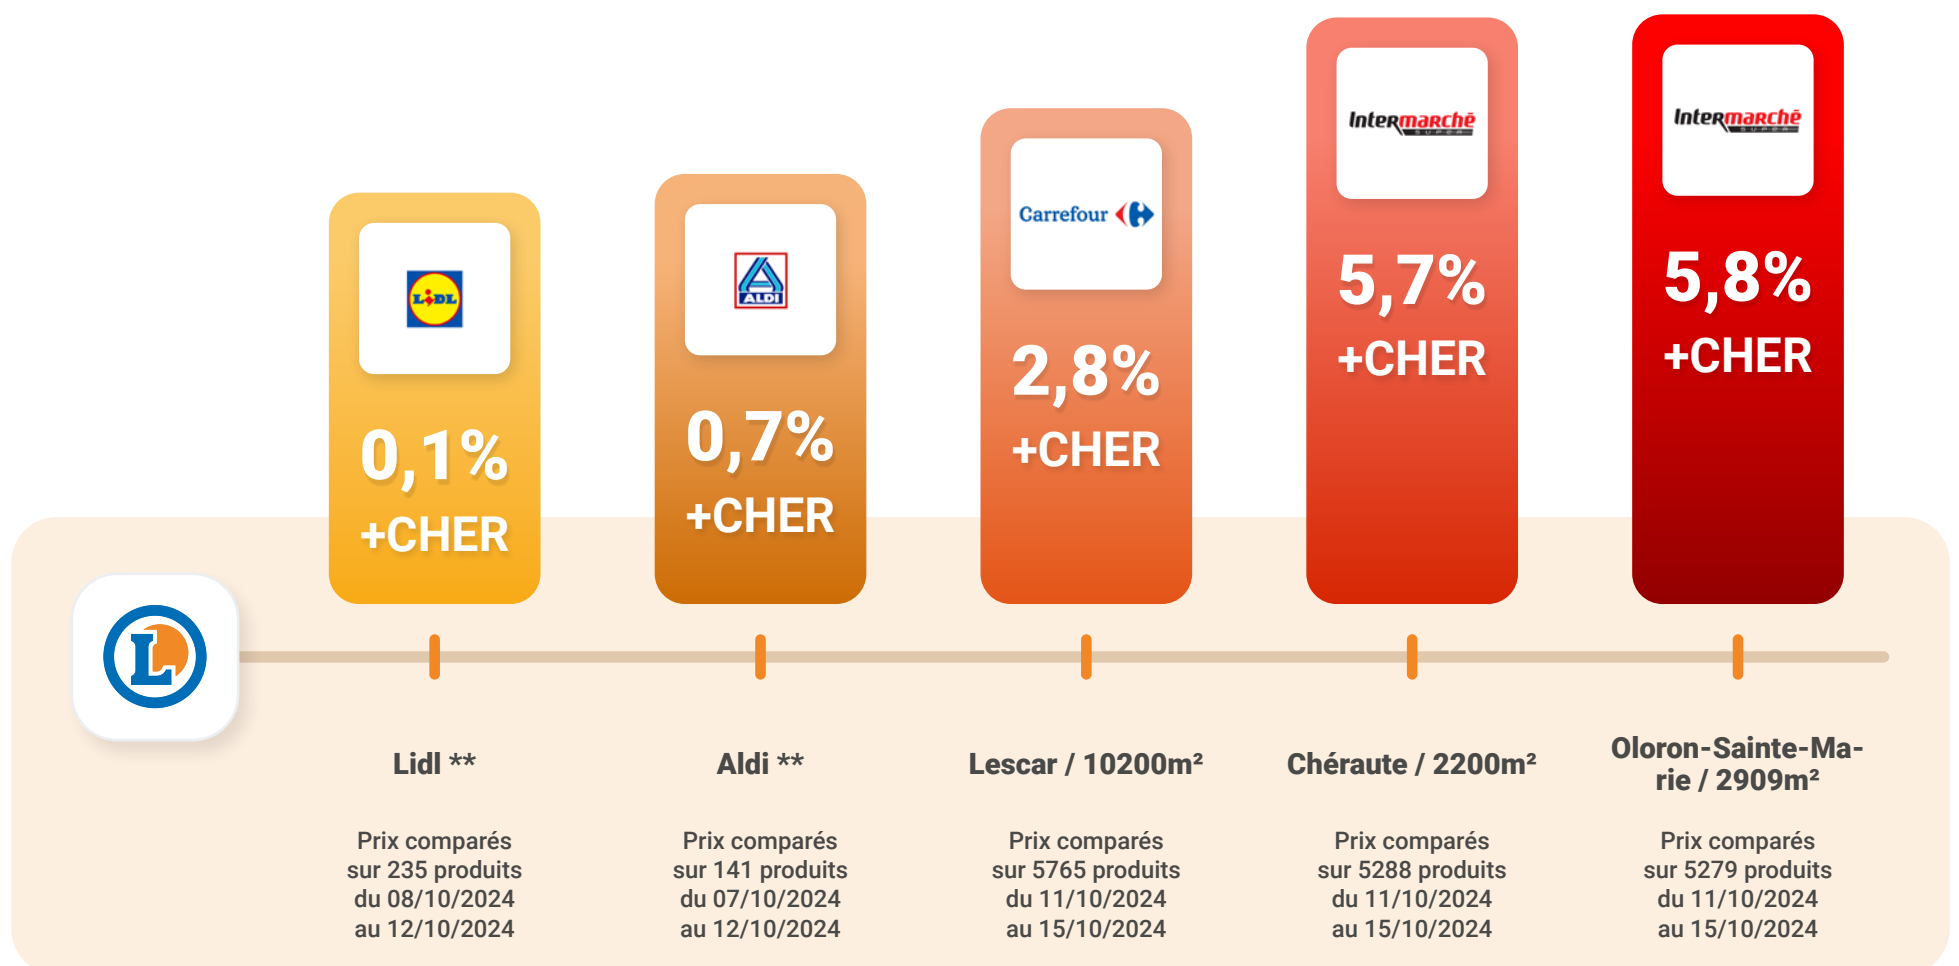 LIDL
0,1%
+CHER
ALDI
0,7%
+CHER
Carrefour
2,8%
+CHER
Intermarché
SUPER
5,7%
+CHER
Intermarché
SUPER
5,8%
+CHER
L
Lidl **
Prix comparés
sur 235 produits
du 08/10/2024
au 12/10/2024
Aldi **
Prix comparés
sur 141 produits
du 07/10/2024
au 12/10/2024
Lescar / 10200m²
Prix comparés
sur 5765 produits
du 11/10/2024
au 15/10/2024
Chéraute / 2200m²
Prix comparés
sur 5288 produits
du 11/10/2024
au 15/10/2024
Oloron-Sainte-Ma-
rie / 2909m²
Prix comparés
sur 5279 produits
du 11/10/2024
au 15/10/2024